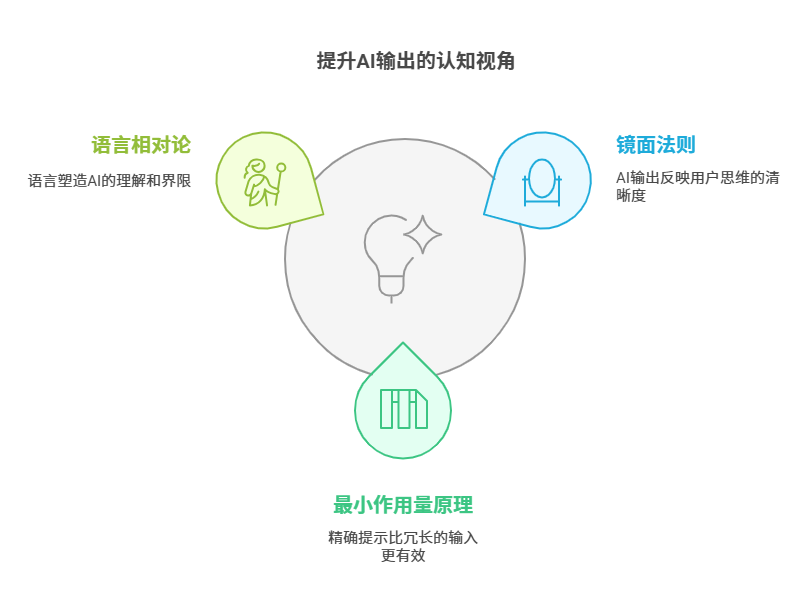 提升AI输出的认知视角
语言相对论
语言塑造AI的理解和界限
镜面法则
AI输出反映用户思维的清
晰度
最小作用量原理
精确提示比冗长的输入
更有效